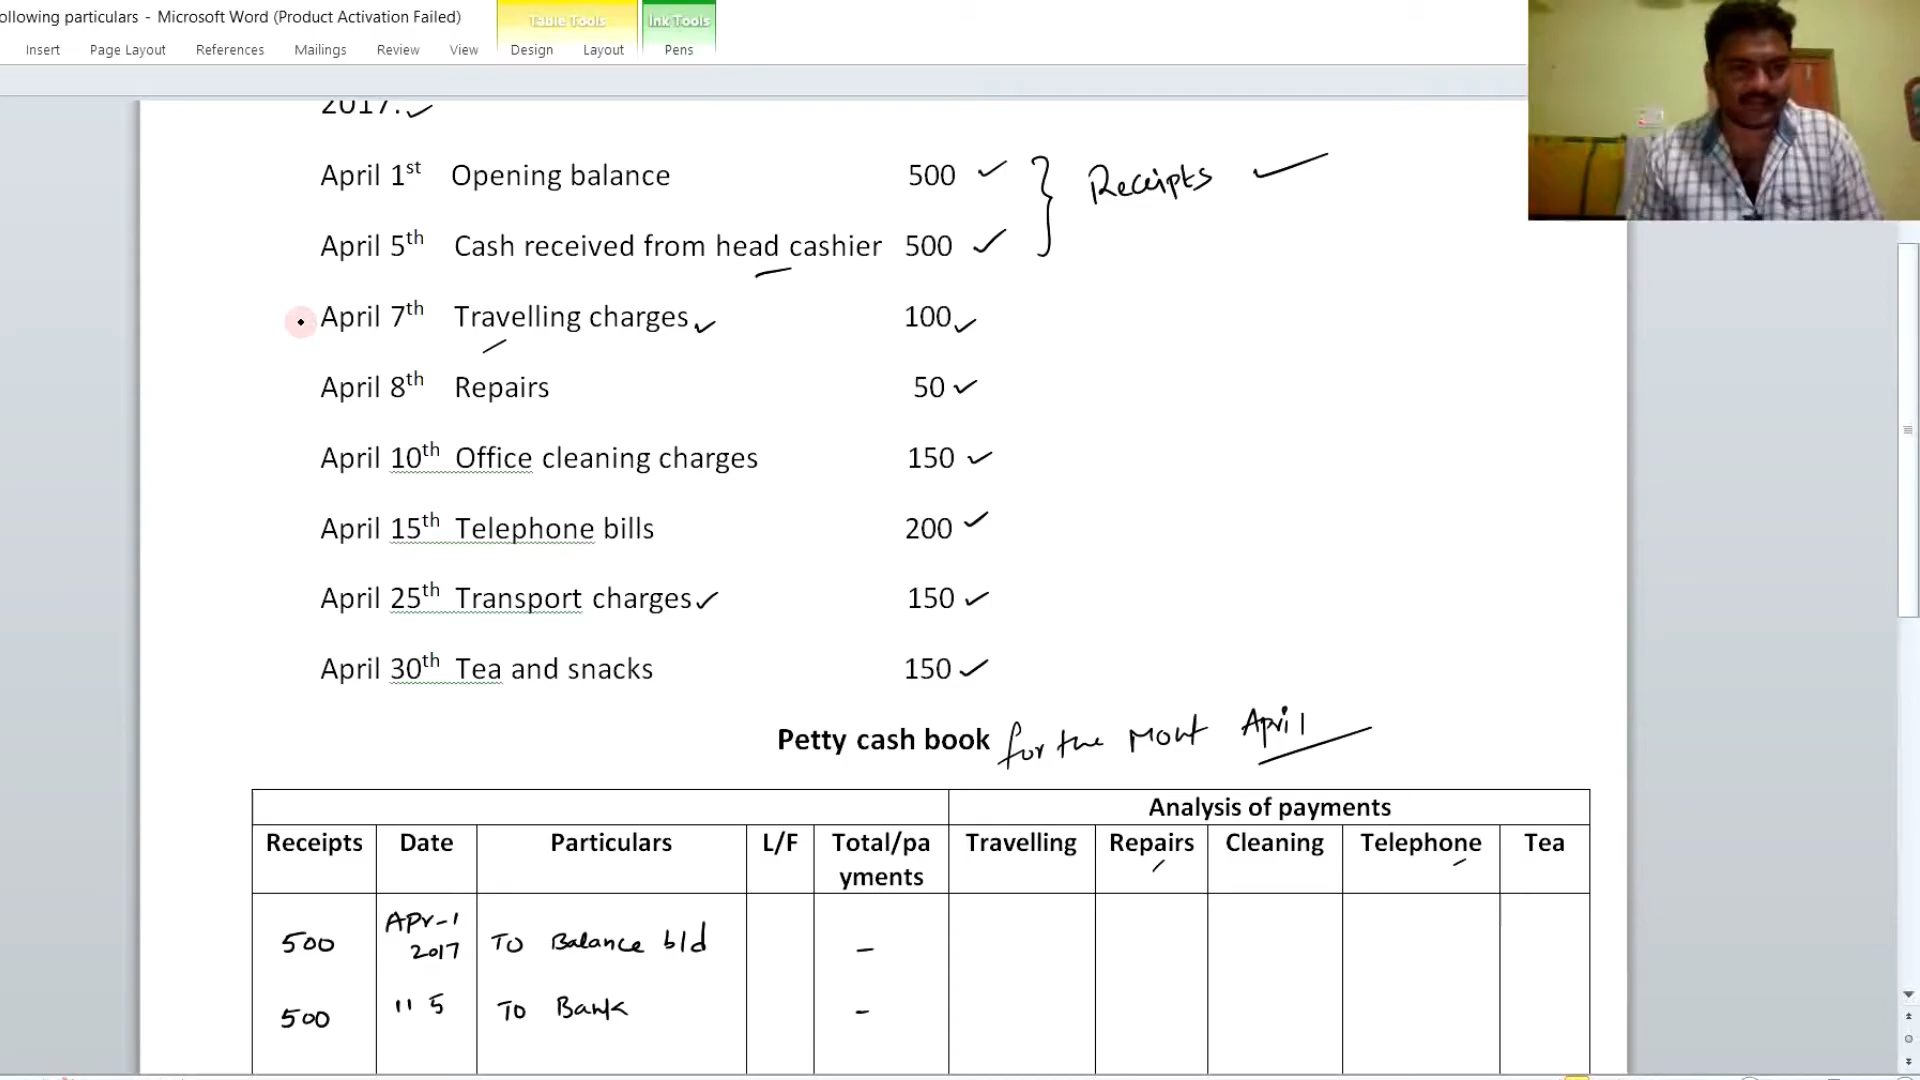 ollowing particulars - Microsoft Word (Product Activation Failed)
Table Tools
Ink Tools
Insert Page Layout References Mailings Review View Design Layout Pens
2017.
April 1st Opening balance 500
Receipts
April 5th Cash received from head cashier 500
April 7th Travelling charges 100
April 8th Repairs 50
April 10th Office cleaning charges 150
April 15th Telephone bills 200
April 25th Transport charges 150
April 30th Tea and snacks 150
Petty cash book for the Mont April
Analysis of payments
Receipts Date Particulars L/F Total/pa Travelling Repairs Cleaning Telephone Tea
yments
500 Apr-1 To Balance b/d -
2017
500 11 5 To Bank -